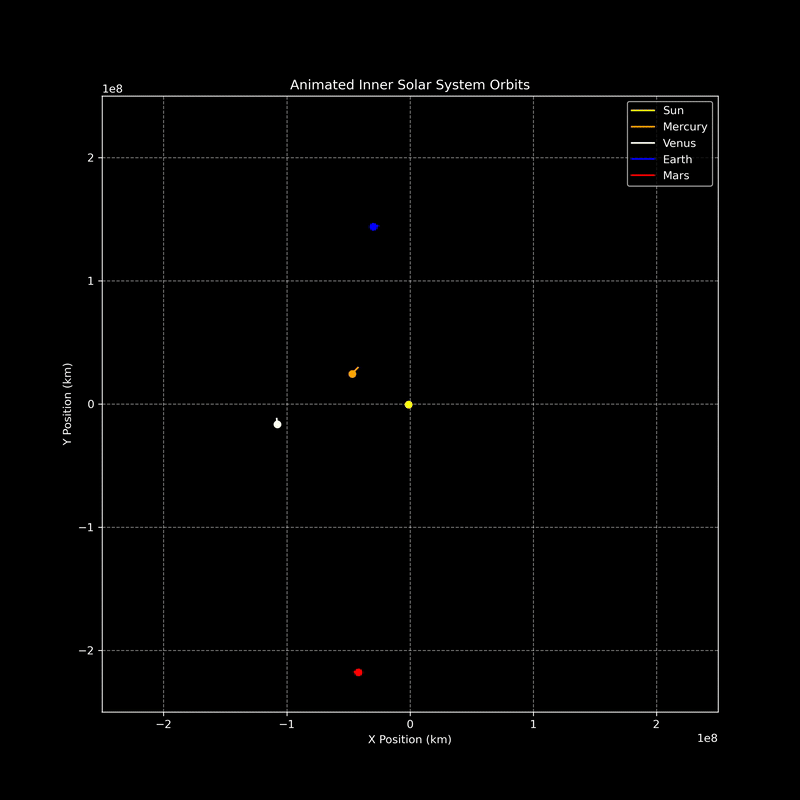 Animated Inner Solar System Orbits
1e8
Sun
Mercury
Venus
Earth
Mars
2
1
0
−1
−2
Y Position (km)
−2 −1 0 1 2
X Position (km)
1e8